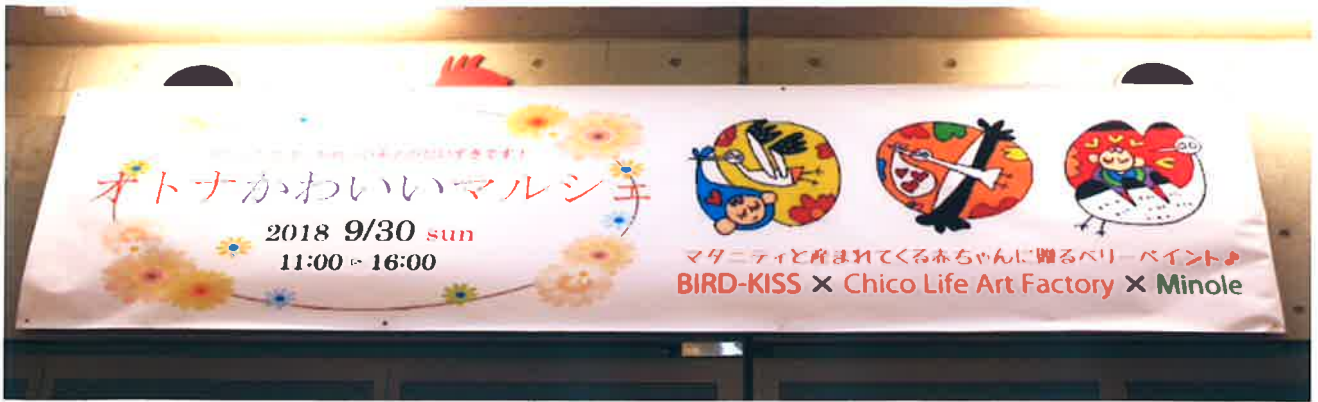 オトナかわいいマルシェ
2018 9/30 sun
11:00 ~ 16:00
マタニティと産まれてくる赤ちゃんに贈るベリーペイント♪
BIRD-KISS × Chico Life Art Factory × Minole